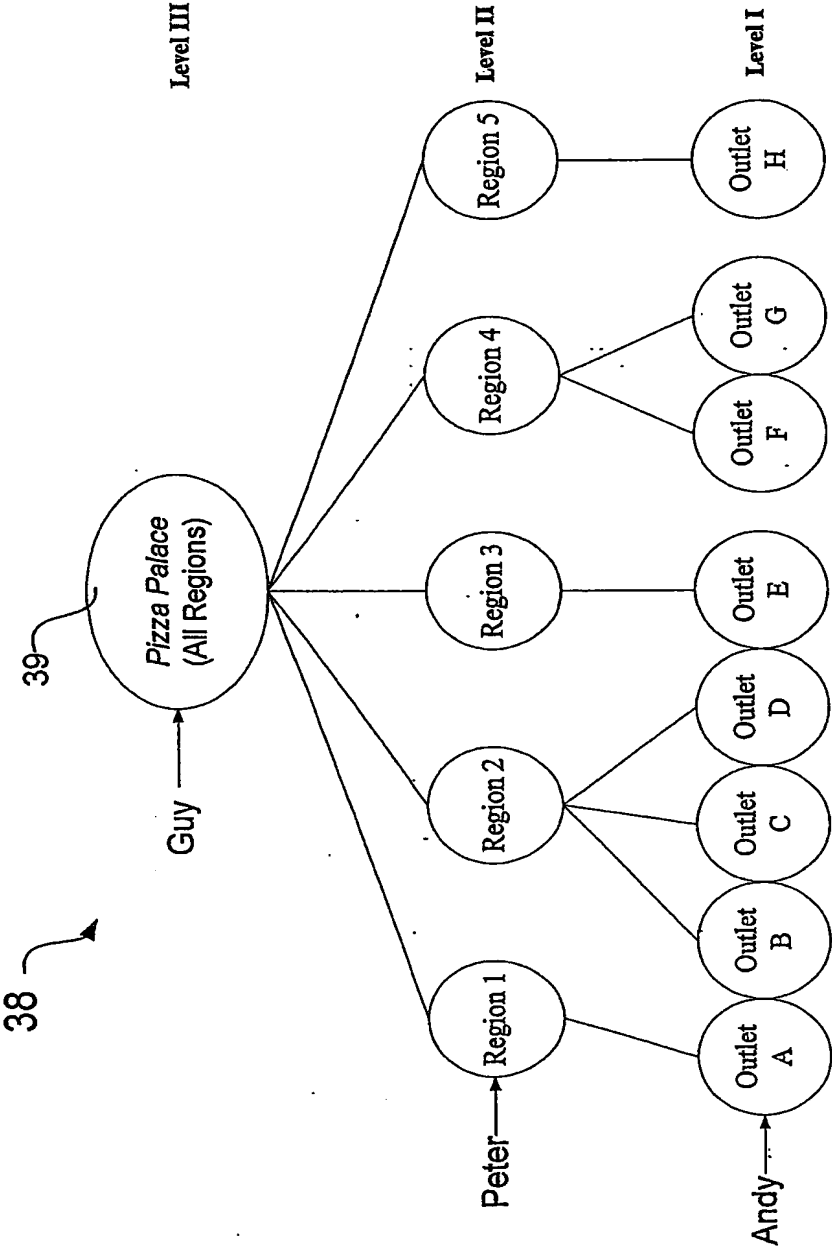 38
39
Guy
Pizza Palace
(All Regions)
Level III
Peter
Region 1
Region 2
Region 3
Region 4
Region 5
Level II
Andy
Outlet
A
Outlet
B
Outlet
C
Outlet
D
Outlet
E
Outlet
F
Outlet
G
Outlet
H
Level I